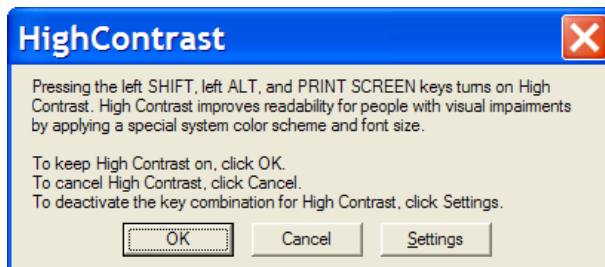 HighContrast
Pressing the left SHIFT, left ALT, and PRINT SCREEN keys turns on High
Contrast. High Contrast improves readability for people with visual impairments
by applying a special system color scheme and font size.
To keep High Contrast on, click OK.
To cancel High Contrast, click Cancel.
To deactivate the key combination for High Contrast, click Settings.
OK Cancel Settings